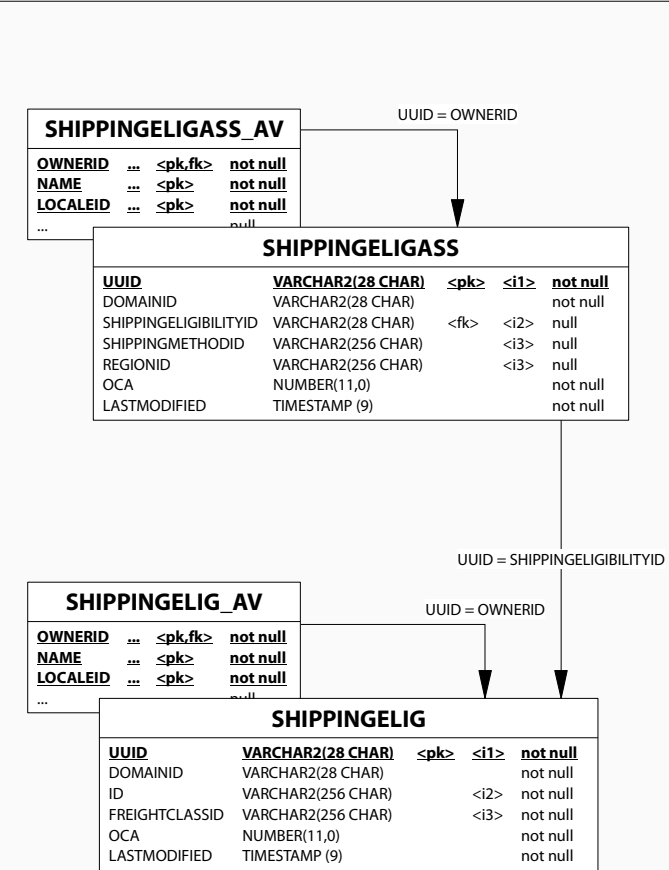 UUID = OWNERID
SHIPPINGELIGASS_AV
OWNERID ... <pk,fk> not null
NAME ... <pk> not null
LOCALEID ... <pk> not null
... null
SHIPPINGELIGASS
UUID VARCHAR2(28 CHAR) <pk> <i1> not null
DOMAINID VARCHAR2(28 CHAR) not null
SHIPPINGELIGIBILITYID VARCHAR2(28 CHAR) <fk> <i2> null
SHIPPINGMETHODID VARCHAR2(256 CHAR) <i3> null
REGIONID VARCHAR2(256 CHAR) <i3> null
OCA NUMBER(11,0) not null
LASTMODIFIED TIMESTAMP (9) not null
UUID = SHIPPINGELIGIBILITYID
SHIPPINGELIG_AV
UUID = OWNERID
OWNERID ... <pk,fk> not null
NAME ... <pk> not null
LOCALEID ... <pk> not null
... null
SHIPPINGELIG
UUID VARCHAR2(28 CHAR) <pk> <i1> not null
DOMAINID VARCHAR2(28 CHAR) not null
ID VARCHAR2(256 CHAR) <i2> not null
FREIGHTCLASSID VARCHAR2(256 CHAR) <i3> not null
OCA NUMBER(11,0) not null
LASTMODIFIED TIMESTAMP (9) not null